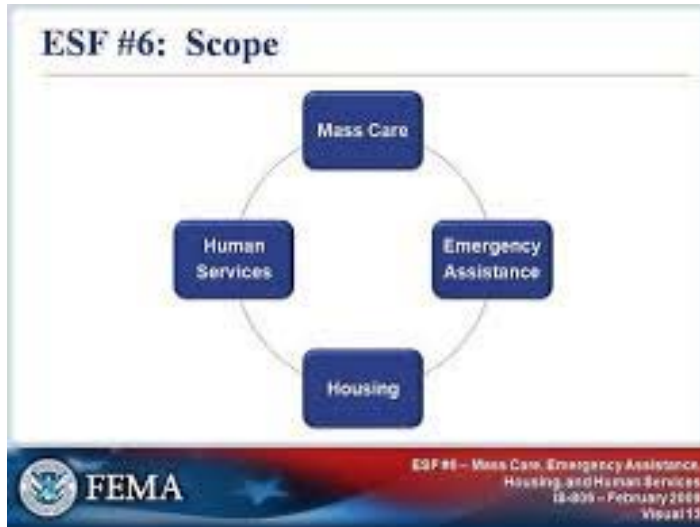 ESF #6: Scope
Mass Care
Human
Services
Emergency
Assistance
Housing
FEMA
ESF #6 – Mass Care, Emergency Assistance,
Housing, and Human Services
February 2009
Visual